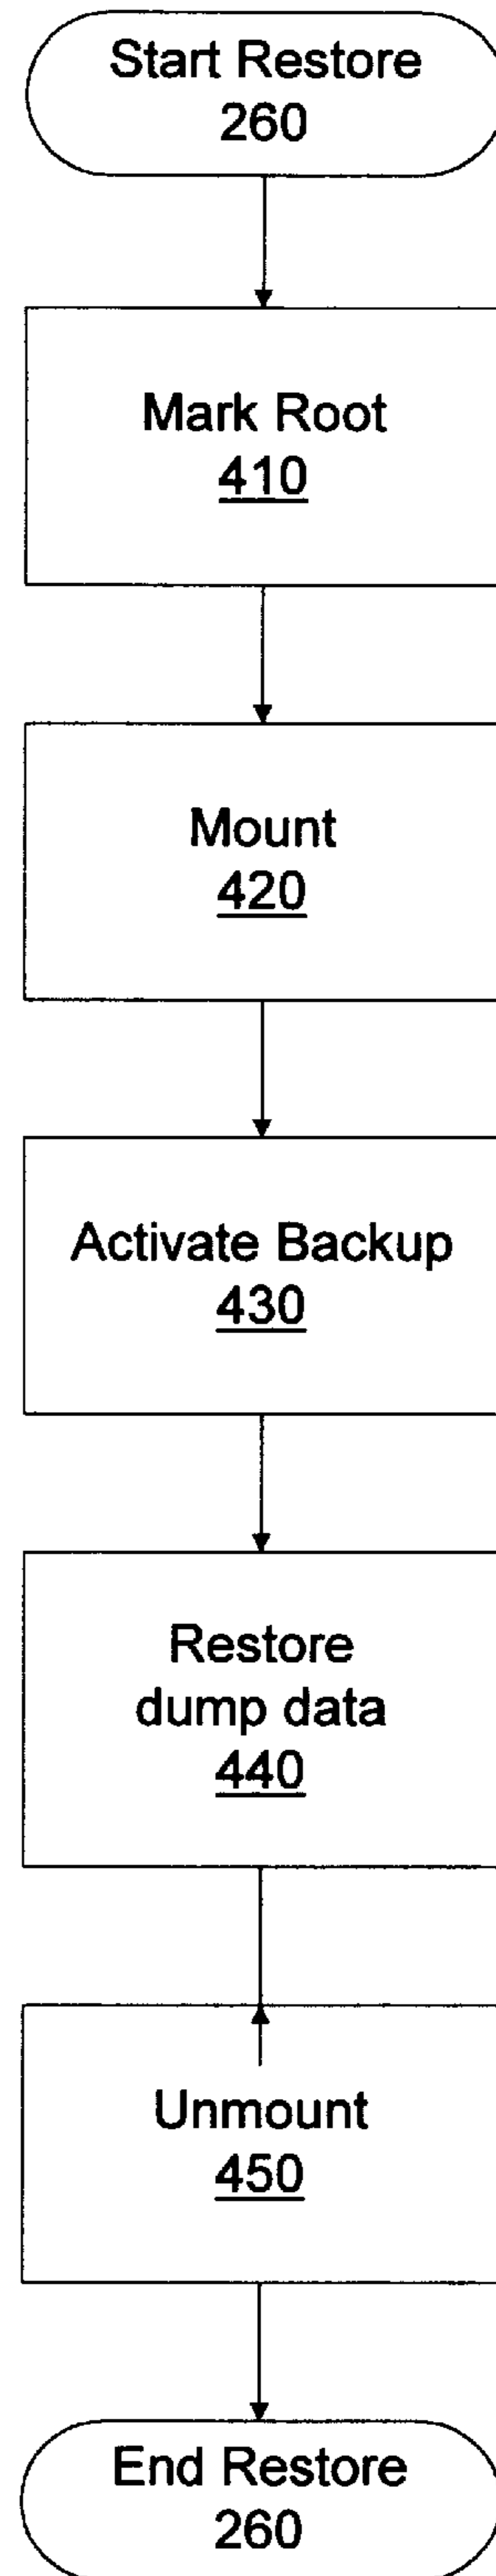 Start Restore
260
Mark Root
410
Mount
420
Activate Backup
430
Restore
dump data
440
Unmount
450
End Restore
260